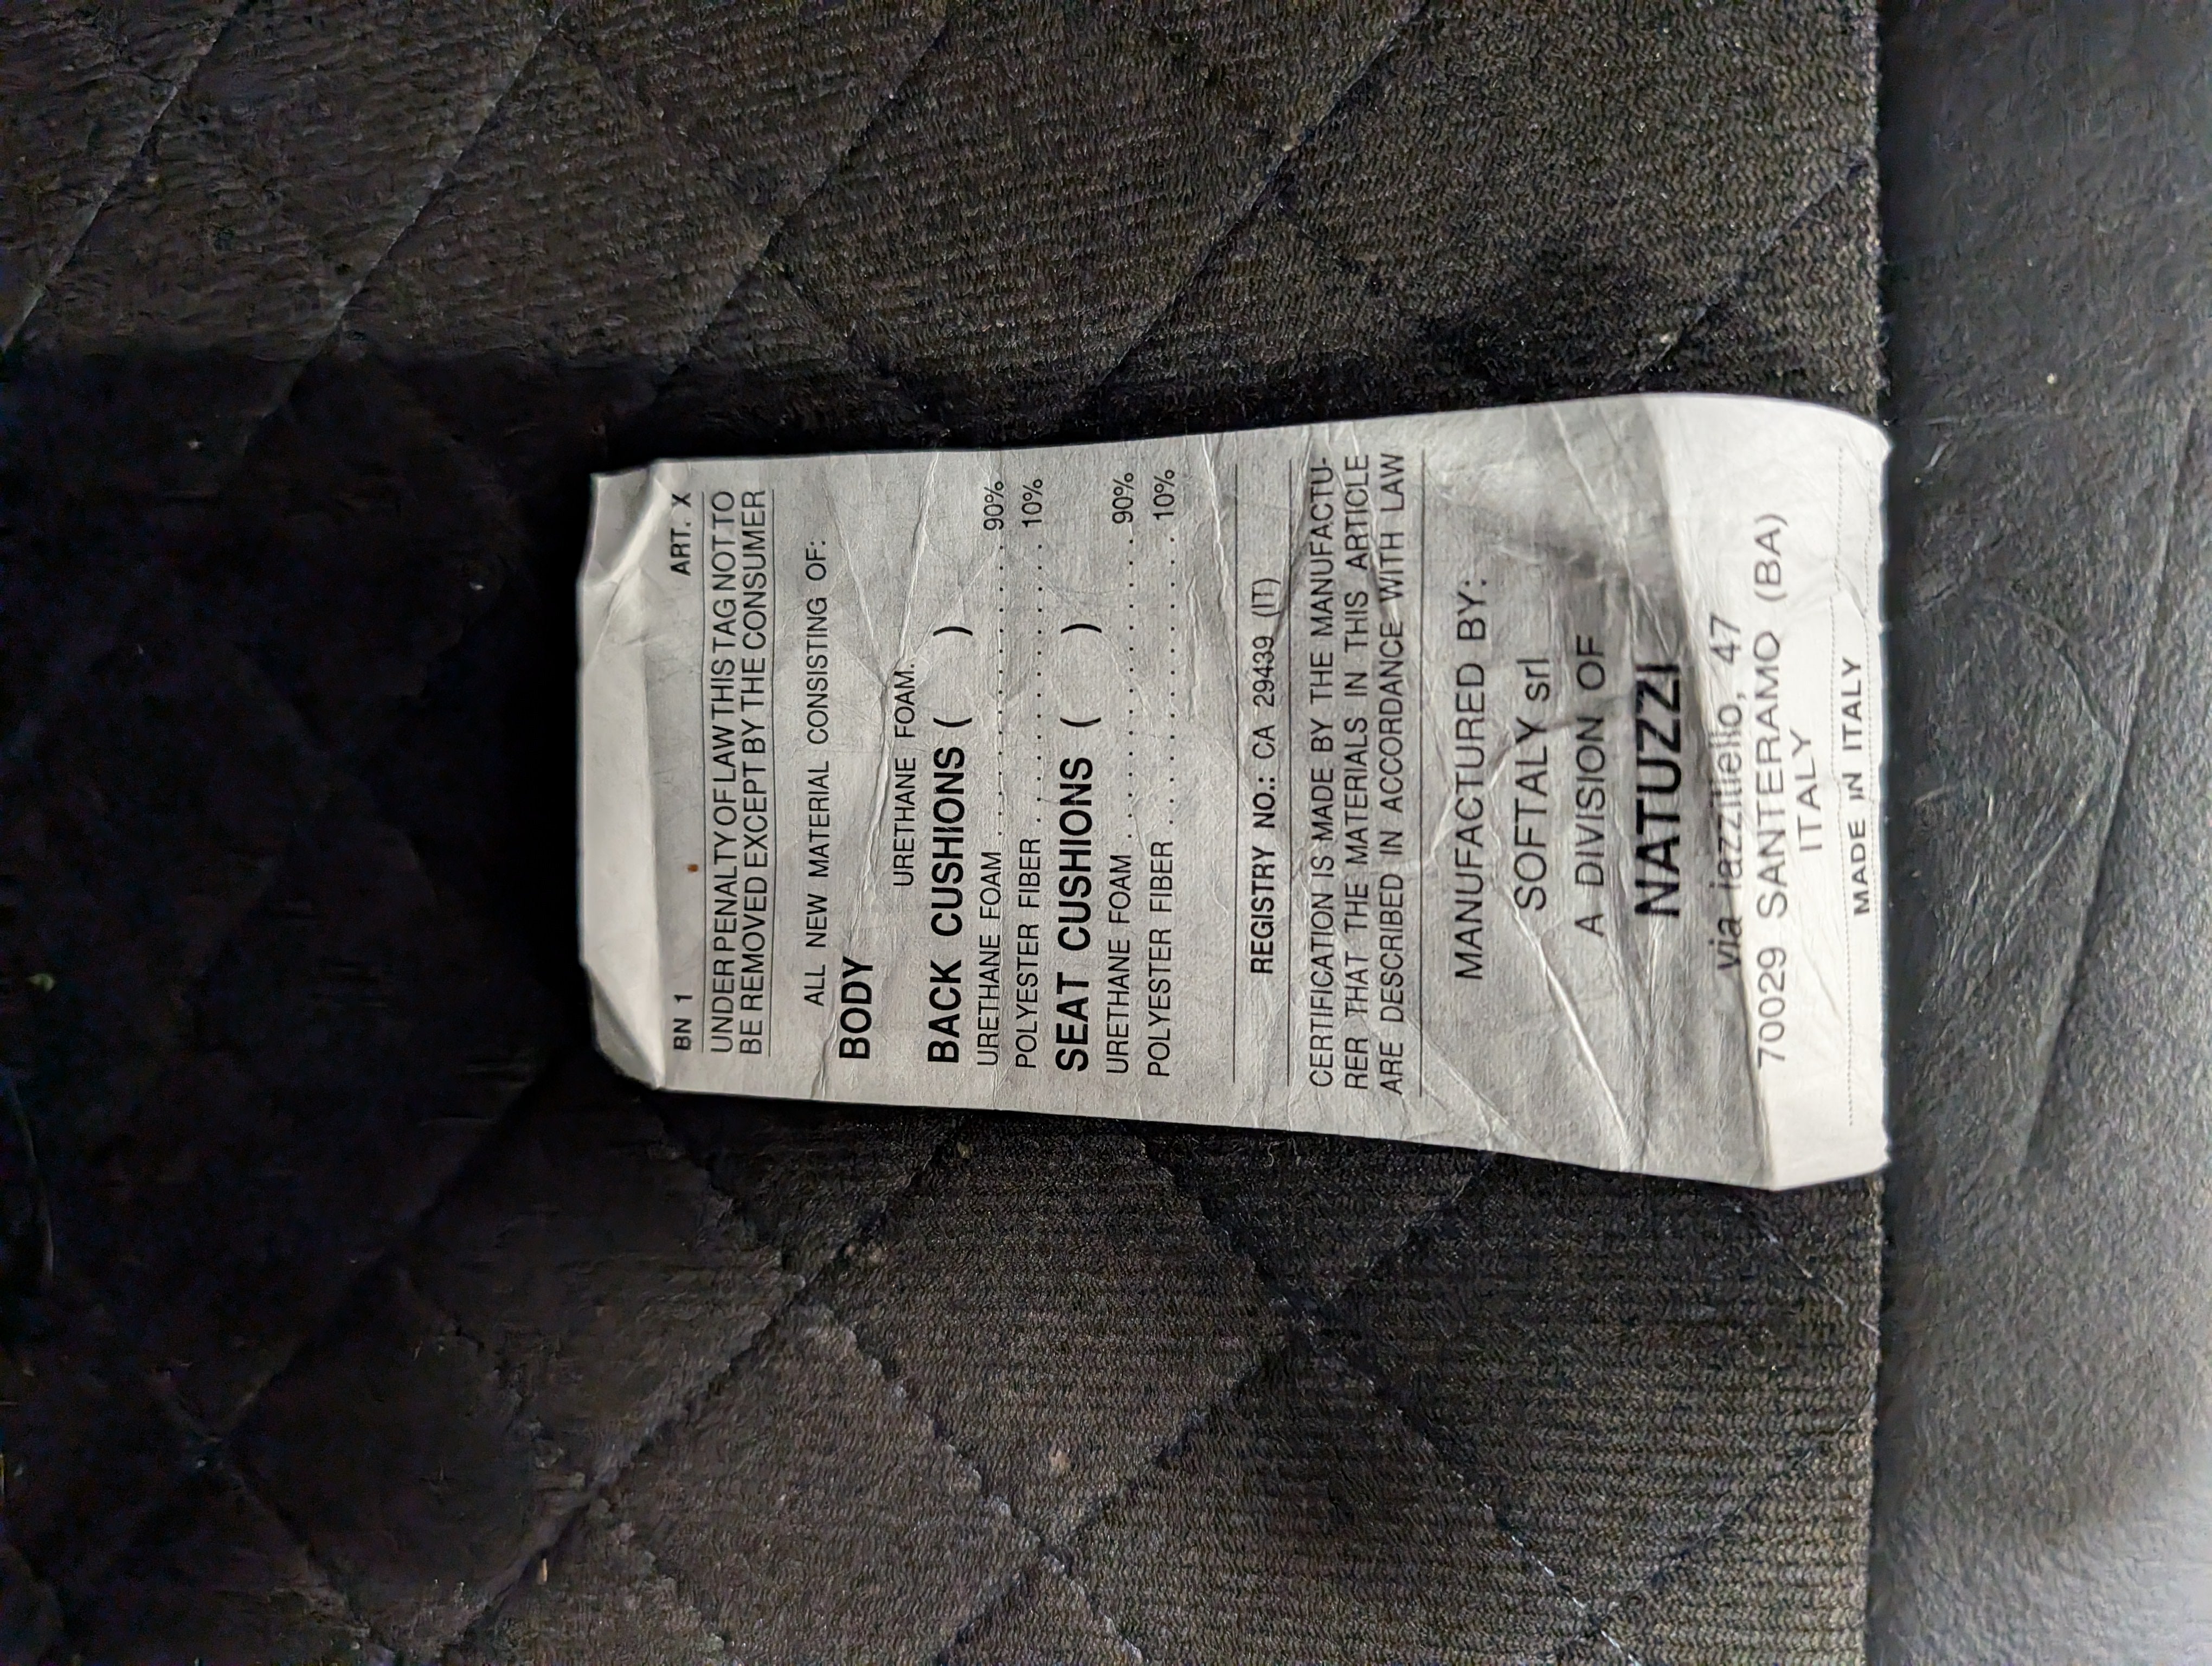 BN 1 ART. X
UNDER PENALTY OF LAW THIS TAG NOT TO
BE REMOVED EXCEPT BY THE CONSUMER
ALL NEW MATERIAL CONSISTING OF:
BODY
URETHANE FOAM.
BACK CUSHIONS ( )
URETHANE FOAM . . . . . . . . . . . . . . . . 90%
POLYESTER FIBER . . . . . . . . . . . . . . . 10%
SEAT CUSHIONS ( )
URETHANE FOAM . . . . . . . . . . . . . . . . 90%
POLYESTER FIBER . . . . . . . . . . . . . . . 10%
REGISTRY NO.: CA 29439 (IT)
CERTIFICATION IS MADE BY THE MANUFACTU-
RER THAT THE MATERIALS IN THIS ARTICLE
ARE DESCRIBED IN ACCORDANCE WITH LAW
MANUFACTURED BY:
SOFTALY srl
A DIVISION OF
NATUZZI
via iazzitiello, 47
70029 SANTERAMO (BA)
ITALY
MADE IN ITALY